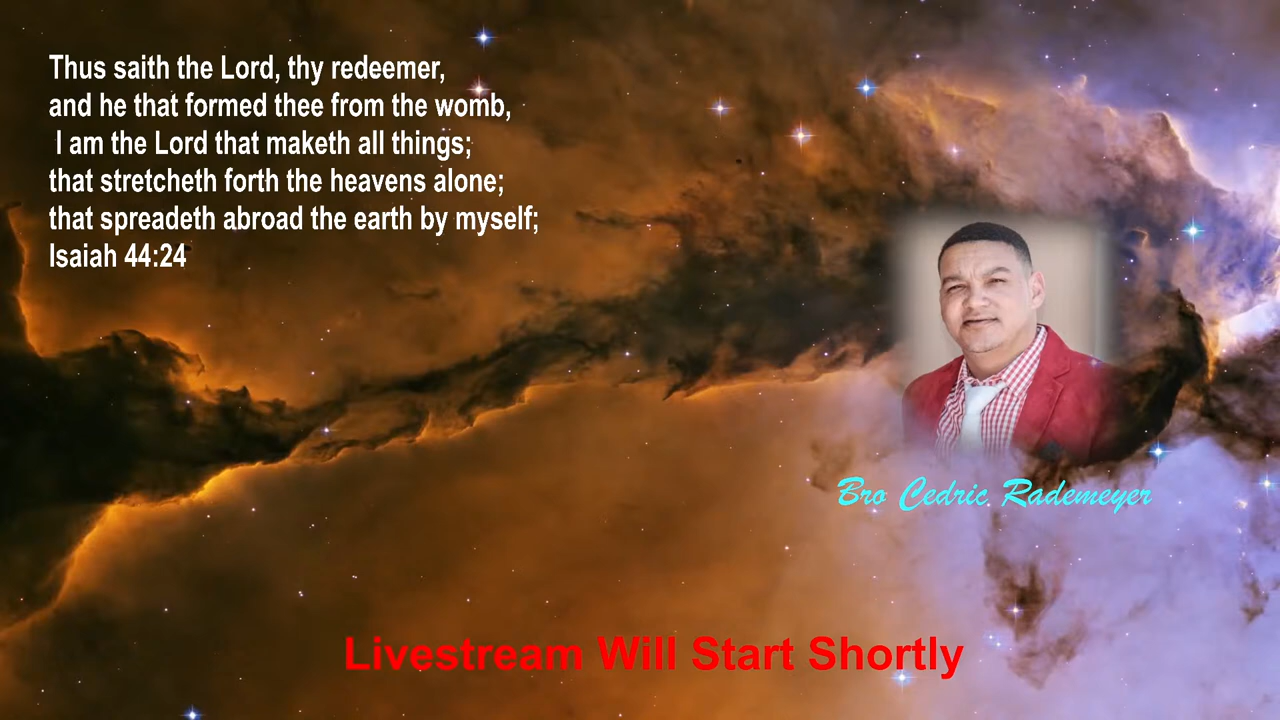 Thus saith the Lord, thy redeemer,
and he that formed thee from the womb,
I am the Lord that maketh all things;
that stretcheth forth the heavens alone;
that spreadeth abroad the earth by myself;
Isaiah 44:24
Bro Cedric Rademeyer
Livestream Will Start Shortly